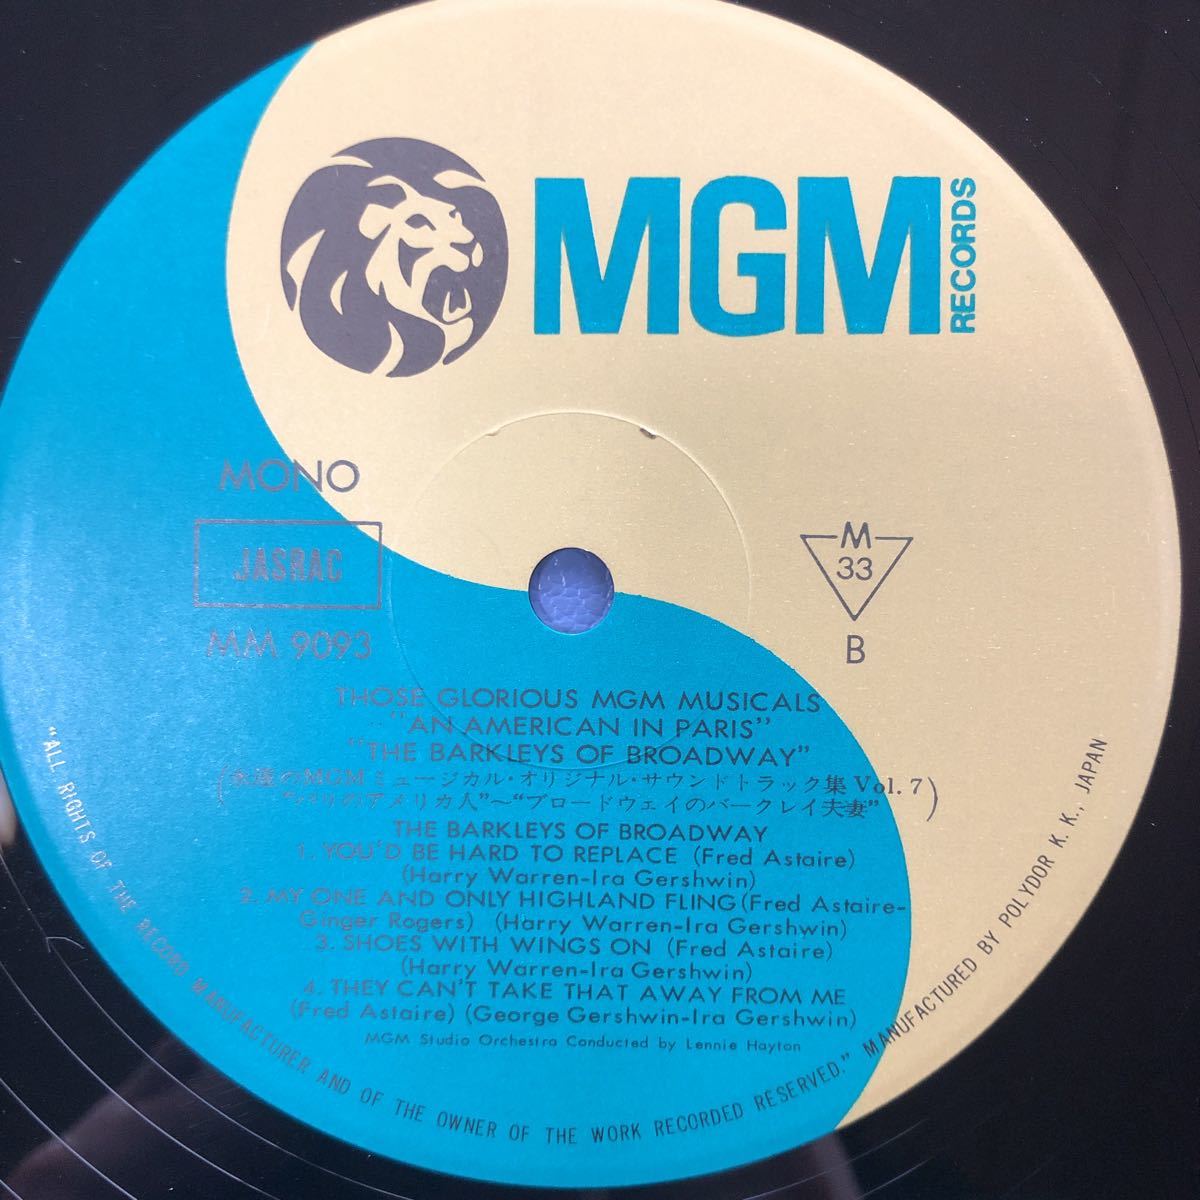 MGM
RECORDS
MONO
JASRAC
MM 9093
M
33
B
THOSE GLORIOUS MGM MUSICALS
"AN AMERICAN IN PARIS"
"THE BARKLEYS OF BROADWAY"
(永遠のMGMミュージカル・オリジナル・サウンドトラック集 Vol. 7
"パリのアメリカ人"〜"ブロードウェイのバークレイ夫妻")
THE BARKLEYS OF BROADWAY
1. YOU'D BE HARD TO REPLACE (Fred Astaire)
(Harry Warren-Ira Gershwin)
2. MY ONE AND ONLY HIGHLAND FLING (Fred Astaire-
Ginger Rogers) (Harry Warren-Ira Gershwin)
3. SHOES WITH WINGS ON (Fred Astaire)
(Harry Warren-Ira Gershwin)
4. THEY CAN'T TAKE THAT AWAY FROM ME
(Fred Astaire) (George Gershwin-Ira Gershwin)
MGM Studio Orchestra Conducted by Lennie Hayton
"ALL RIGHTS OF THE RECORD MANUFACTURER AND OF THE OWNER OF THE WORK RECORDED RESERVED." MANUFACTURED BY POLYDOR K.K., JAPAN